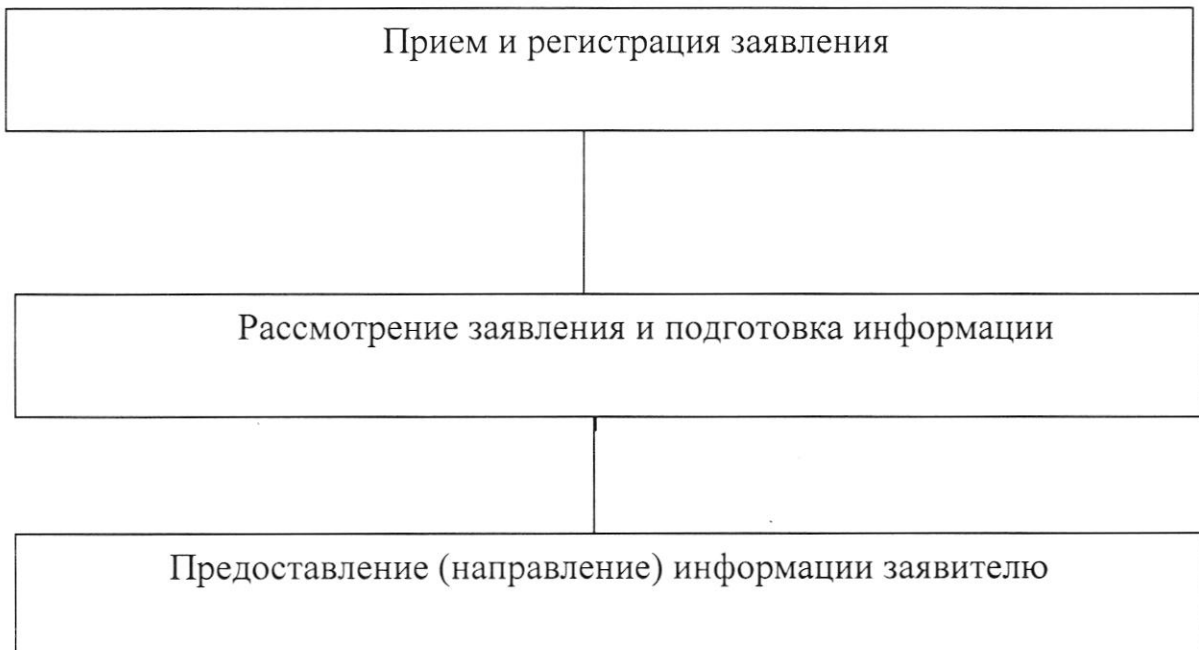 Прием и регистрация заявления
Рассмотрение заявления и подготовка информации
Предоставление (направление) информации заявителю